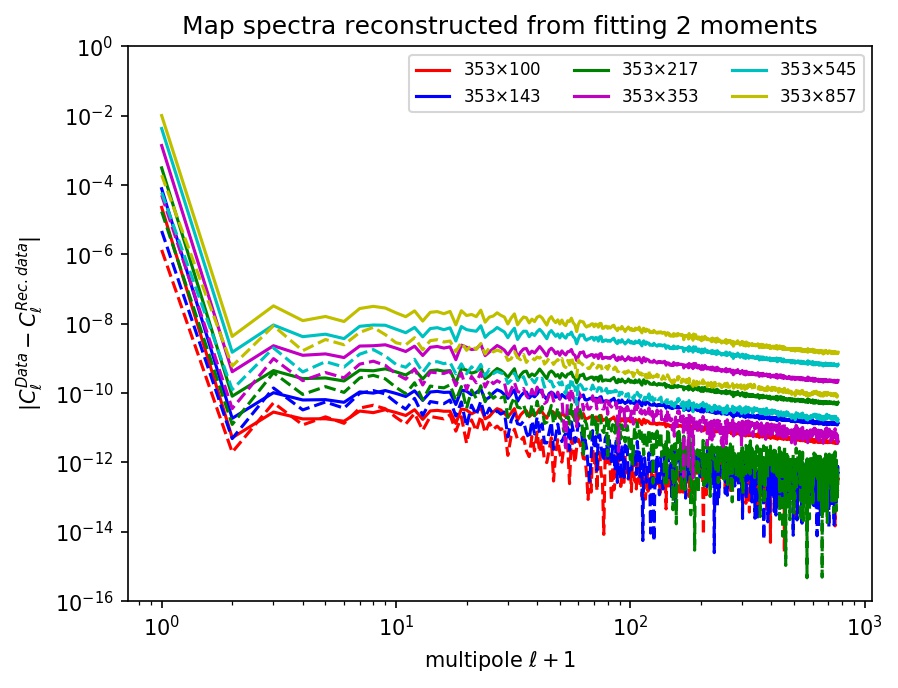 Map spectra reconstructed from fitting 2 moments
353×100 353×217 353×545
353×143 353×353 353×857
|C_ℓ^{Data} − C_ℓ^{Rec. data}|
10^0
10^{-2}
10^{-4}
10^{-6}
10^{-8}
10^{-10}
10^{-12}
10^{-14}
10^{-16}
10^0 10^1 10^2 10^3
multipole ℓ + 1